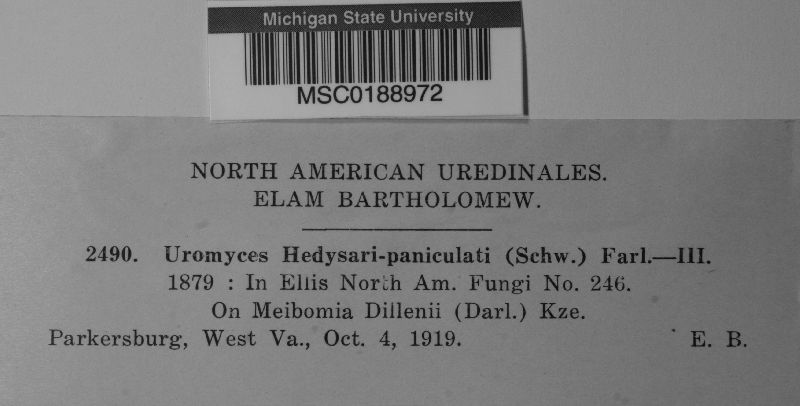 Michigan State University
MSC0188972
NORTH AMERICAN UREDINALES.
ELAM BARTHOLOMEW.
2490. Uromyces Hedysari-paniculati (Schw.) Farl.—III.
1879 : In Ellis North Am. Fungi No. 246.
On Meibomia Dillenii (Darl.) Kze.
Parkersburg, West Va., Oct. 4, 1919. E. B.